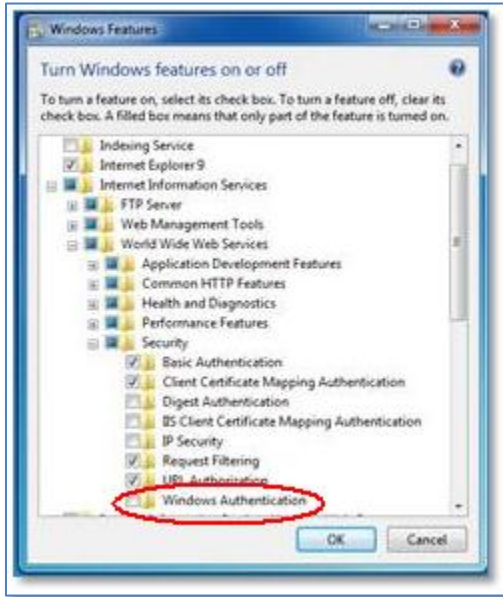 Windows Features
Turn Windows features on or off
To turn a feature on, select its check box. To turn a feature off, clear its
check box. A filled box means that only part of the feature is turned on.
Indexing Service
Internet Explorer 9
Internet Information Services
FTP Server
Web Management Tools
World Wide Web Services
Application Development Features
Common HTTP Features
Health and Diagnostics
Performance Features
Security
Basic Authentication
Client Certificate Mapping Authentication
Digest Authentication
IIS Client Certificate Mapping Authentication
IP Security
Request Filtering
URL Authorization
Windows Authentication
OK
Cancel